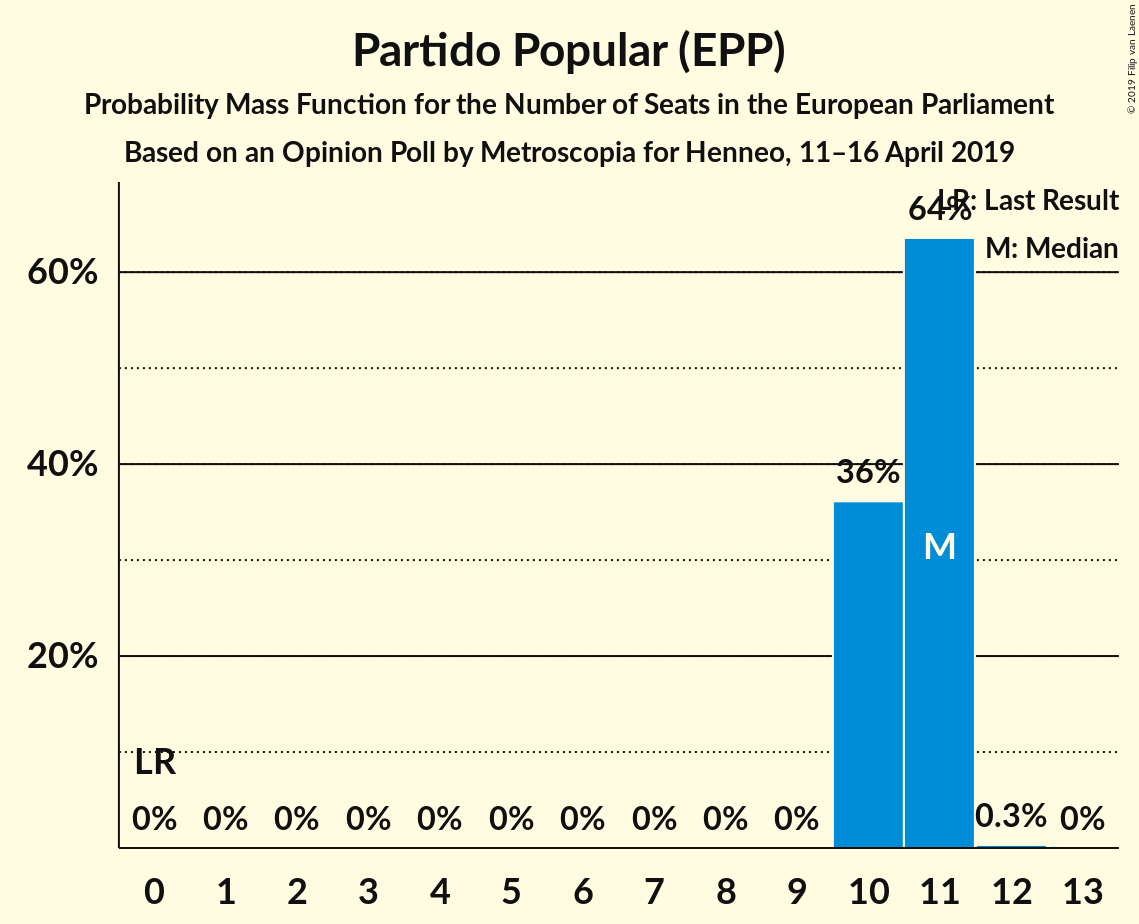 Partido Popular (EPP)
Probability Mass Function for the Number of Seats in the European Parliament
Based on an Opinion Poll by Metroscopia for Henneo, 11–16 April 2019
© 2019 Filip van Laenen
LR: Last Result
64%
M: Median
60%
40%
36%
M
20%
LR
0% 0% 0% 0% 0% 0% 0% 0% 0% 0% 0.3% 0%
0 1 2 3 4 5 6 7 8 9 10 11 12 13